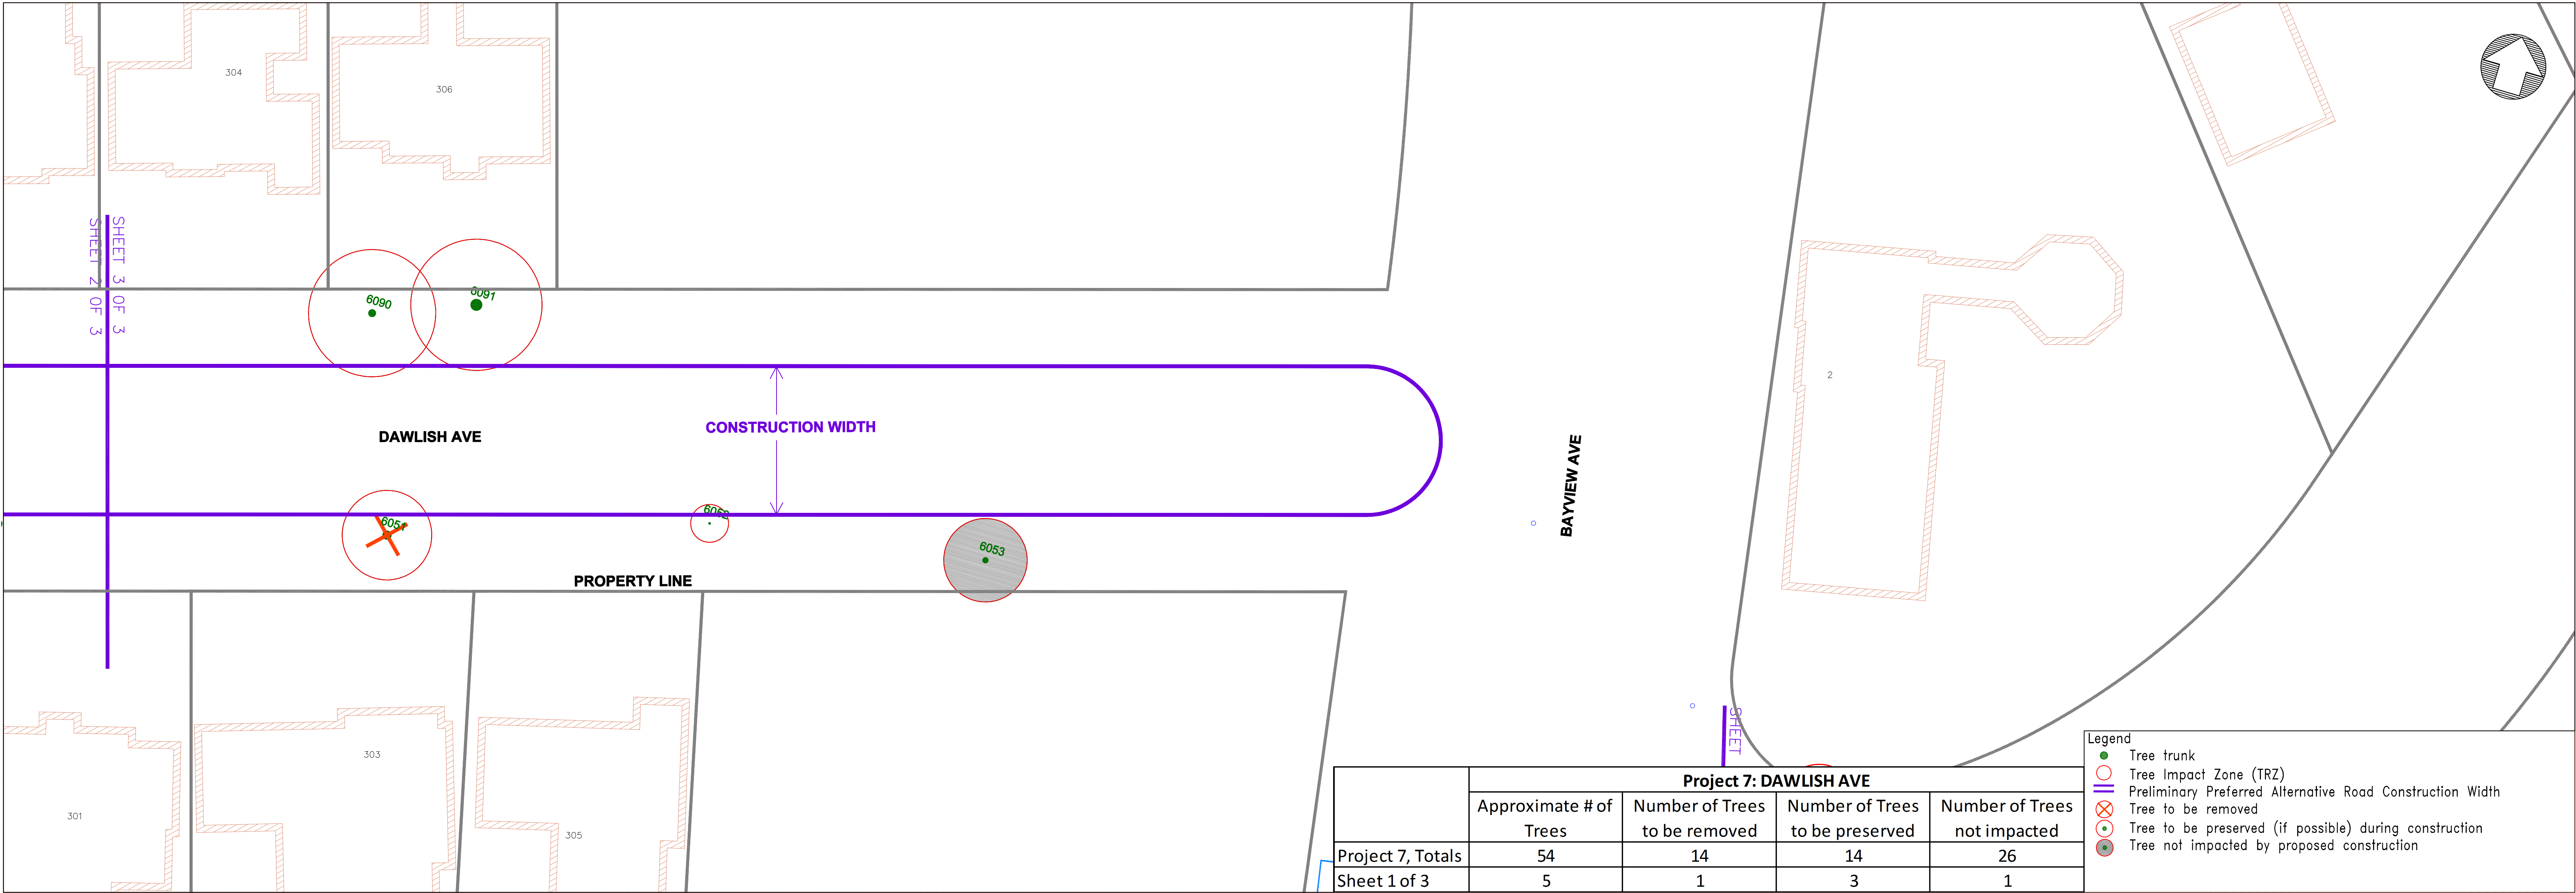 304
306
SHEET 3 OF 3
SHEET 2 OF 3
6090
6091
2
DAWLISH AVE
CONSTRUCTION WIDTH
BAYVIEW AVE
6051
6052
6053
PROPERTY LINE
SHEET
301
303
305
Project 7: DAWLISH AVE
Approximate # of Trees
Number of Trees to be removed
Number of Trees to be preserved
Number of Trees not impacted
Project 7, Totals 54 14 14 26
Sheet 1 of 3 5 1 3 1
Legend
Tree trunk
Tree Impact Zone (TRZ)
Preliminary Preferred Alternative Road Construction Width
Tree to be removed
Tree to be preserved (if possible) during construction
Tree not impacted by proposed construction